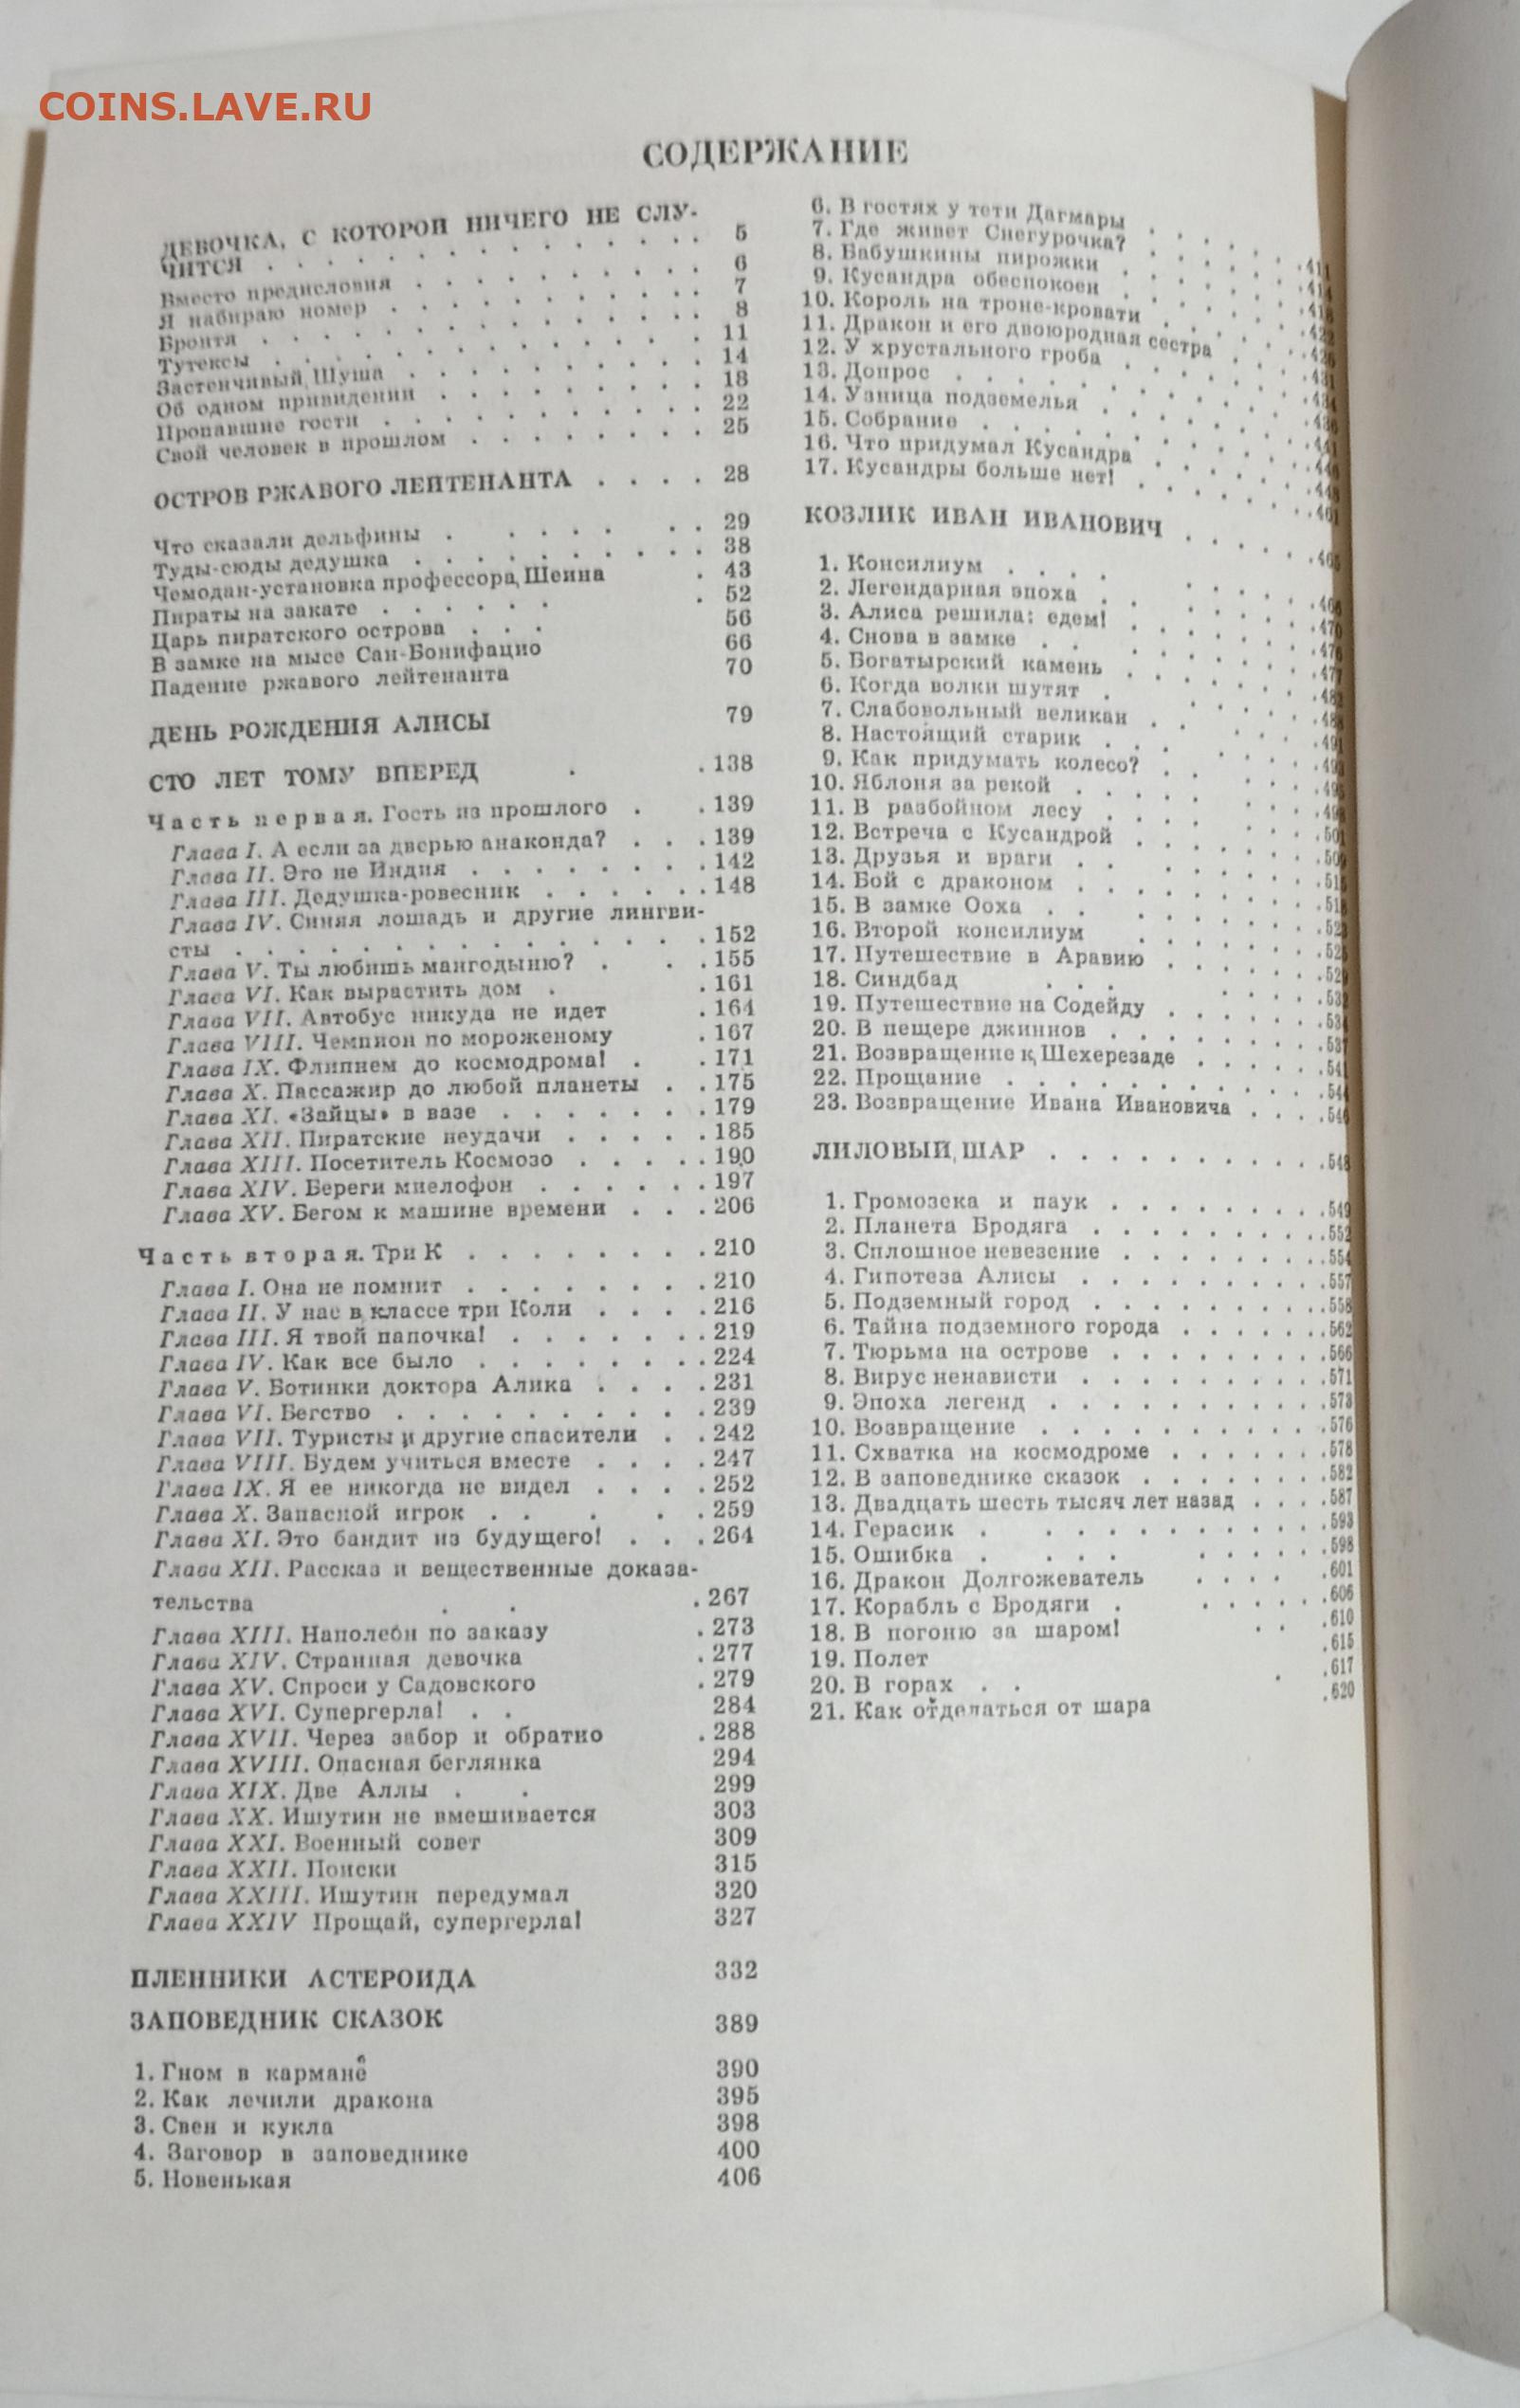 COINS.LAVE.RU
СОДЕРЖАНИЕ
ДЕВОЧКА, С КОТОРОЙ НИЧЕГО НЕ СЛУ-
ЧИТСЯ . . . . . . . . . . . . 5
Вместо предисловия . . . . . . . . 6
Я набираю номер . . . . . . . . . 7
Бронтя . . . . . . . . . . . . 8
Тутексы . . . . . . . . . . . . 11
Застенчивый Шуша . . . . . . . . 14
Об одном привидении . . . . . . . 18
Пропавшие гости . . . . . . . . . 22
Свой человек в прошлом . . . . . . . 25
ОСТРОВ РЖАВОГО ЛЕЙТЕНАНТА . . . . 28
Что сказали дельфины . . . . . . . 29
Туды-сюды дедушка . . . . . . . . 38
Чемодан-установка профессора Шеина . 43
Пираты на закате . . . . . . . 52
Царь пиратского острова . . . 56
В замке на мысе Сан-Бонифацио 66
Падение ржавого лейтенанта 70
ДЕНЬ РОЖДЕНИЯ АЛИСЫ 79
СТО ЛЕТ ТОМУ ВПЕРЕД . . 138
Часть первая. Гость из прошлого . . 139
Глава I. А если за дверью анаконда? . . . 139
Глава II. Это не Индия . . . . . . . . 142
Глава III. Дедушка-ровесник . . . . . . 148
Глава IV. Синяя лошадь и другие лингви-
сты . . . . . . . . . . . . . 152
Глава V. Ты любишь мангодыню? . . . 155
Глава VI. Как вырастить дом . . 161
Глава VII. Автобус никуда не идет . 164
Глава VIII. Чемпион по мороженому . 167
Глава IX. Флипнем до космодрома! . . 171
Глава X. Пассажир до любой планеты . . 175
Глава XI. «Зайцы» в вазе . . . . . . . 179
Глава XII. Пиратские неудачи . . . . . 185
Глава XIII. Посетитель Космозо . . . . . 190
Глава XIV. Береги миелофон . . . . . . 197
Глава XV. Бегом к машине времени . . . 206
Часть вторая. Три К . . . . . . . . 210
Глава I. Она не помнит . . . . . . . . 210
Глава II. У нас в классе три Коли . . . . 216
Глава III. Я твой папочка! . . . . . . . 219
Глава IV. Как все было . . . . . . . . 224
Глава V. Ботинки доктора Алика . . . . 231
Глава VI. Бегство . . . . . . . . . . 239
Глава VII. Туристы и другие спасители . . 242
Глава VIII. Будем учиться вместе . . . . 247
Глава IX. Я ее никогда не видел . . . . 252
Глава X. Запасной игрок . . . . . 259
Глава XI. Это бандит из будущего! . . . 264
Глава XII. Рассказ и вещественные доказа-
тельства . . . 267
Глава XIII. Наполеон по заказу . 273
Глава XIV. Странная девочка . 277
Глава XV. Спроси у Садовского . 279
Глава XVI. Супергерла! . . 284
Глава XVII. Через забор и обратно . 288
Глава XVIII. Опасная беглянка 294
Глава XIX. Две Аллы . . 299
Глава XX. Ишутин не вмешивается 303
Глава XXI. Военный совет 309
Глава XXII. Поиски 315
Глава XXIII. Ишутин передумал 320
Глава XXIV Прощай, супергерла! 327
ПЛЕННИКИ АСТЕРОИДА 332
ЗАПОВЕДНИК СКАЗОК 389
1. Гном в кармане 390
2. Как лечили дракона 395
3. Свен и кукла 398
4. Заговор в заповеднике 400
5. Новенькая 406
6. В гостях у тети Дагмары . . . . . 411
7. Где живет Снегурочка? . . . . . 414
8. Бабушкины пирожки . . . . . . 418
9. Кусандра обеспокоен . . . . . . 422
10. Король на троне-кровати . . . . . 426
11. Дракон и его двоюродная сестра . . . 431
12. У хрустального гроба . . . . . . 434
13. Допрос . . . . . . . . . . 436
14. Узница подземелья . . . . . . 441
15. Собрание . . . . . . . . . 446
16. Что придумал Кусандра . . . . . 448
17. Кусандры больше нет! . . . . . . 461
КОЗЛИК ИВАН ИВАНОВИЧ . . . . . 465
1. Консилиум . . . . . . . . 466
2. Легендарная эпоха . . . . . . 470
3. Алиса решила: едем! . . . . . 476
4. Снова в замке . . . . . . . 477
5. Богатырский камень . . . . . . 482
6. Когда волки шутят . . . . . . 488
7. Слабовольный великан . . . . . 491
8. Настоящий старик . . . . . .
9. Как придумать колесо? . . . . .
10. Яблоня за рекой . . . . . . .
11. В разбойном лесу . . . . . . 501
12. Встреча с Кусандрой . . . . .
13. Друзья и враги . . . . . . .
14. Бой с драконом . . . . . . .
15. В замке Ооха . . . . . . .
16. Второй консилиум . . . . . .
17. Путешествие в Аравию . . . . .
18. Синдбад . . . . . . . .
19. Путешествие на Содейду . . . . .
20. В пещере джиннов . . . . . . 537
21. Возвращение к Шехерезаде . . . . . 541
22. Прощание . . . . . . . . . 544
23. Возвращение Ивана Ивановича . . . . 546
ЛИЛОВЫЙ ШАР . . . . . . . . . . . 548
1. Громозека и паук . . . . . . . . . 549
2. Планета Бродяга . . . . . . . . . . 552
3. Сплошное невезение . . . . . . . . . 554
4. Гипотеза Алисы . . . . . . . . . . 557
5. Подземный город . . . . . . . . . . 558
6. Тайна подземного города . . . . . . . 562
7. Тюрьма на острове . . . . . . . . . 566
8. Вирус ненависти . . . . . . . . . . 571
9. Эпоха легенд . . . . . . . . . . . 573
10. Возвращение . . . . . . . . . . . 576
11. Схватка на космодроме . . . . . . . 578
12. В заповеднике сказок . . . . . . . . 582
13. Двадцать шесть тысяч лет назад . . . . 587
14. Герасик . . . . . . . . . . . 593
15. Ошибка . . . . . . . . . . 598
16. Дракон Долгожеватель . . . . . 601
17. Корабль с Бродяги . . . . . . . 606
18. В погоню за шаром! . . . 610
19. Полет . 615
20. В горах . . . . 617
21. Как отделаться от шара . 620